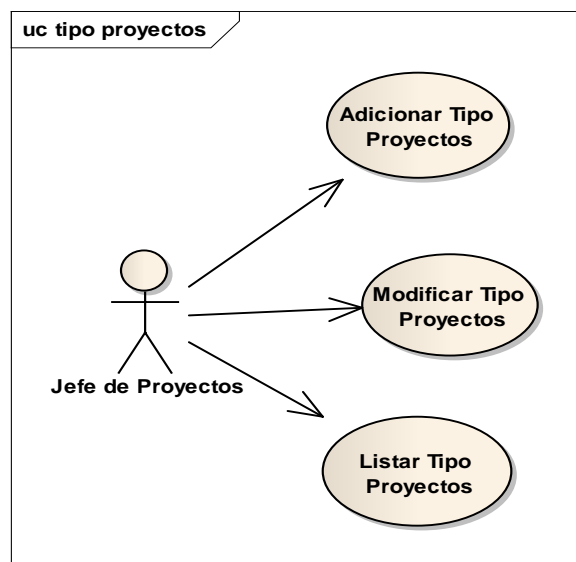 uc tipo proyectos
Adicionar Tipo
Proyectos
Modificar Tipo
Proyectos
Jefe de Proyectos
Listar Tipo
Proyectos